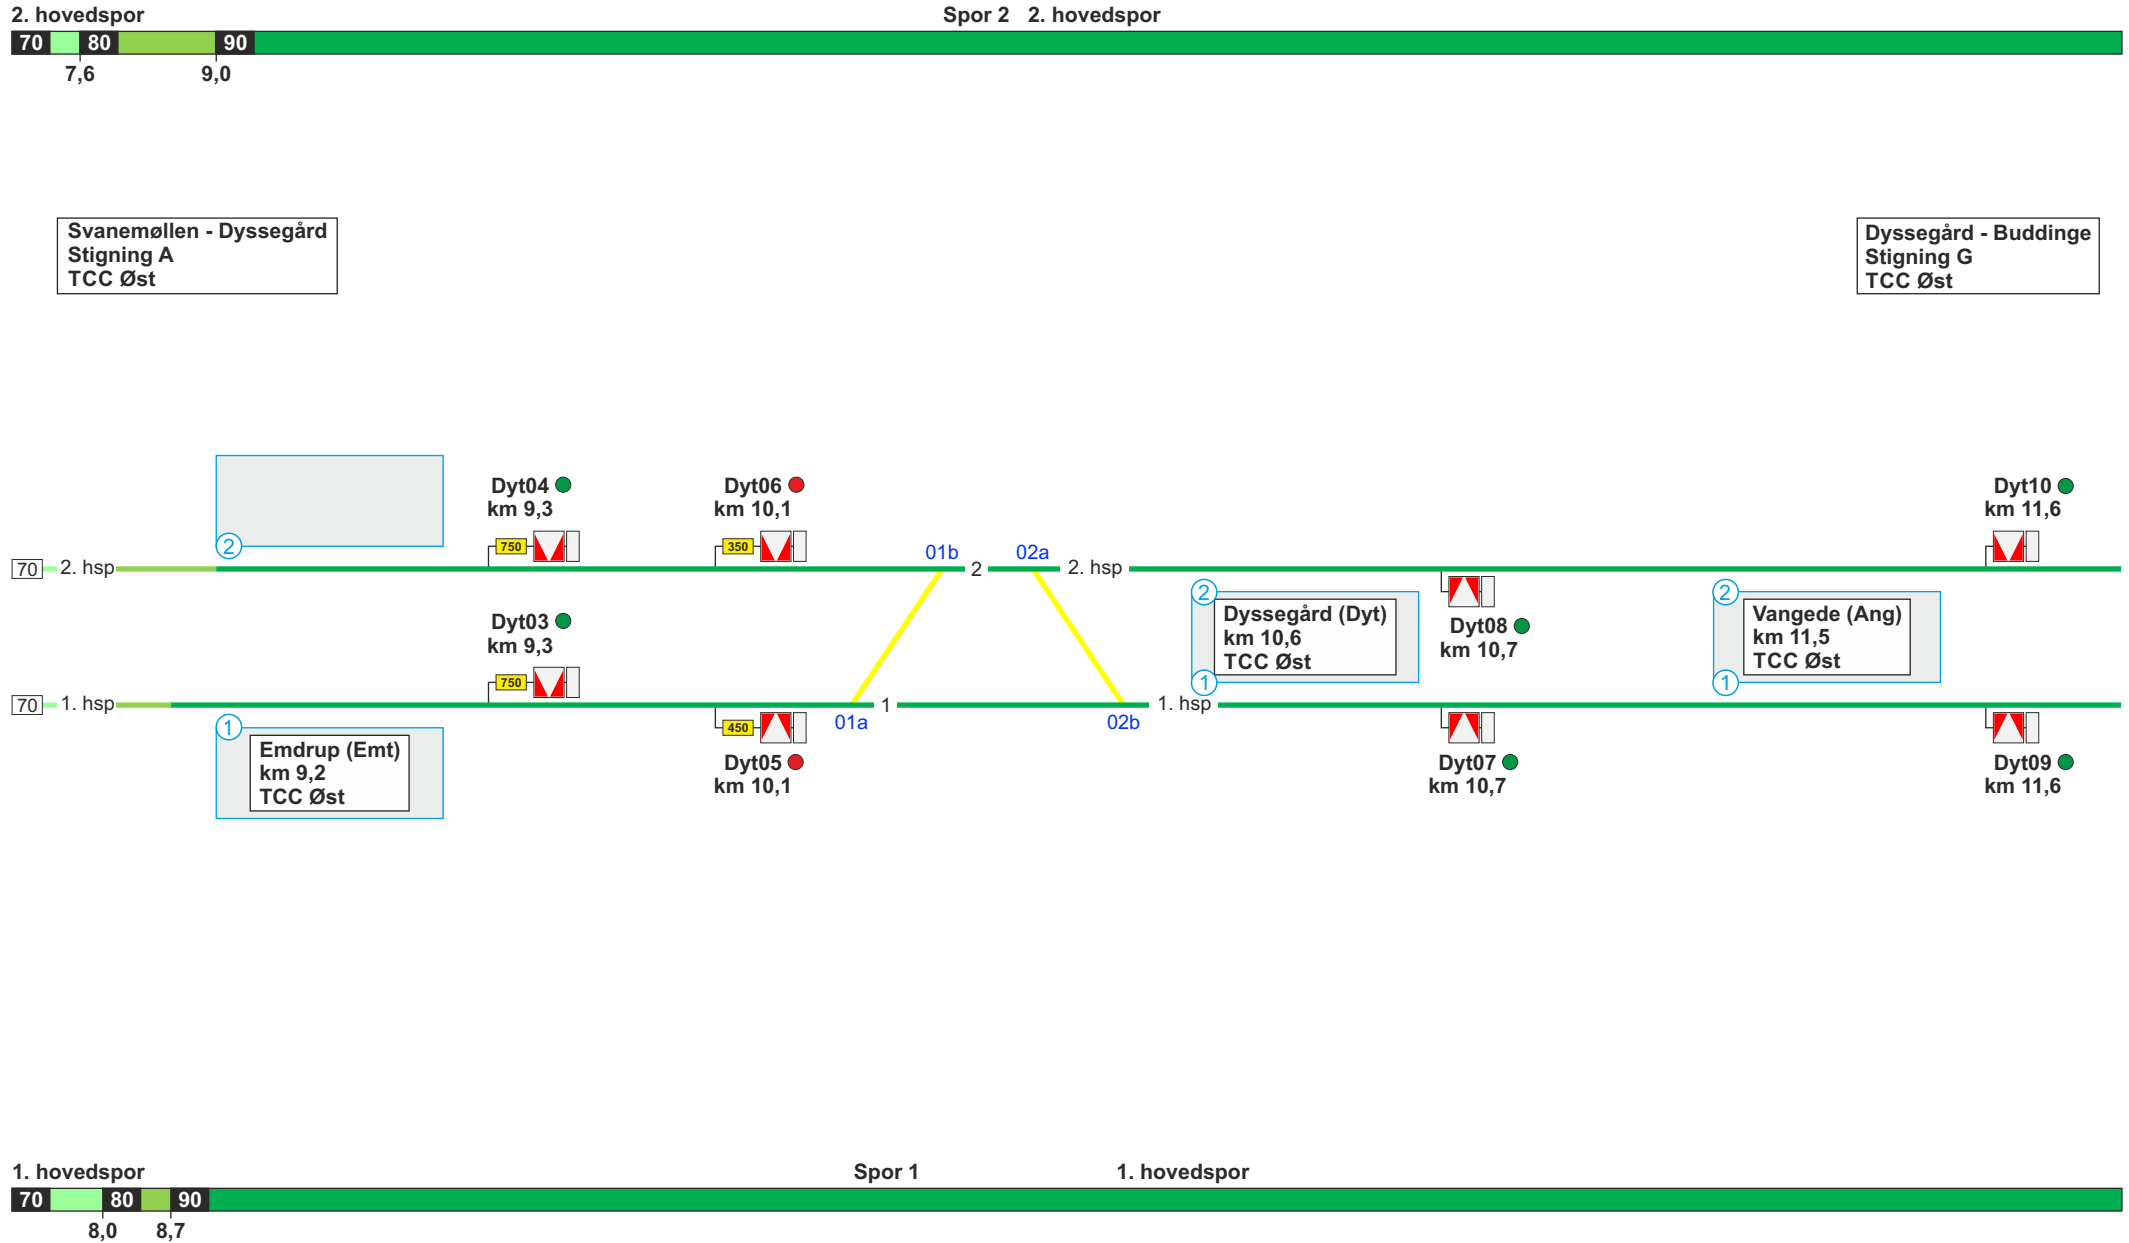 2. hovedspor
Spor 2 2. hovedspor
70 80 90
7,6 9,0
Svanemøllen - Dyssegård
Stigning A
TCC Øst
Dyssegård - Buddinge
Stigning G
TCC Øst
Dyt04
km 9,3
750
Dyt06
km 10,1
350
Dyt10
km 11,6
2
01b
02a
70
2. hsp
2
2. hsp
Dyt03
km 9,3
750
2
Dyssegård (Dyt)
km 10,6
TCC Øst
1
Dyt08
km 10,7
2
Vangede (Ang)
km 11,5
TCC Øst
1
70
1. hsp
1
1. hsp
01a
02b
1
Emdrup (Emt)
km 9,2
TCC Øst
450
Dyt05
km 10,1
Dyt07
km 10,7
Dyt09
km 11,6
1. hovedspor
Spor 1
1. hovedspor
70 80 90
8,0 8,7